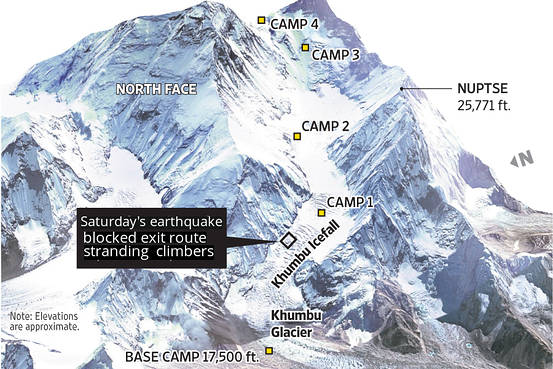 CAMP 4
CAMP 3
NORTH FACE
NUPTSE
25,771 ft.
CAMP 2
N
CAMP 1
Saturday's earthquake
blocked exit route
stranding climbers
Khumbu Icefall
Note: Elevations
are approximate.
Khumbu
Glacier
BASE CAMP 17,500 ft.